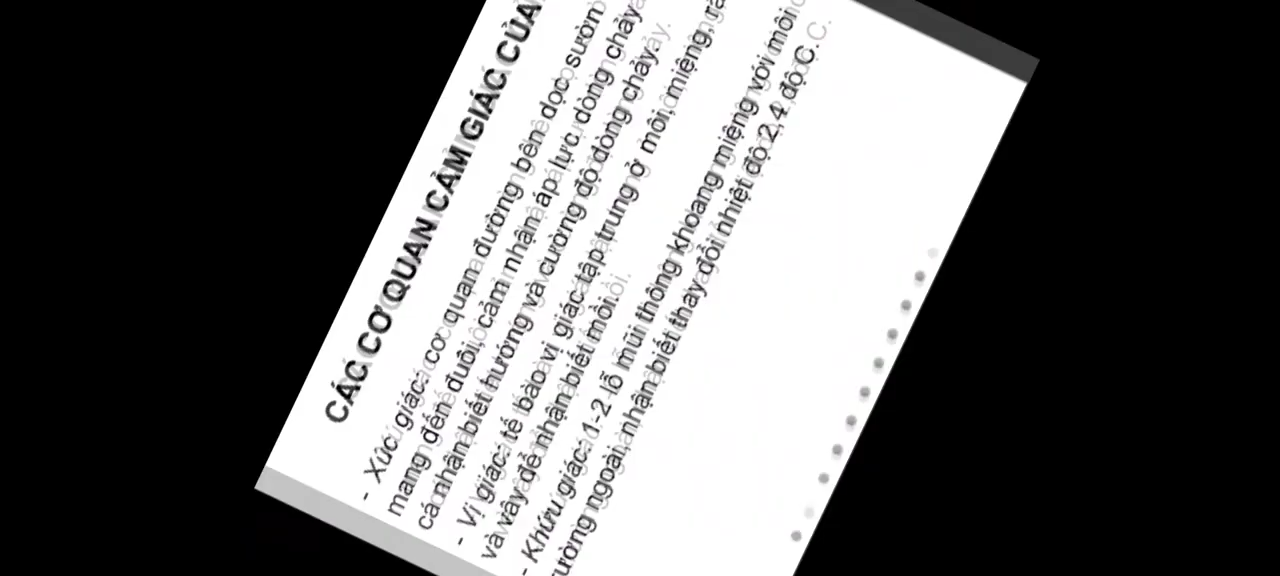 CÁC CƠ QUAN CẢM GIÁC CỦA
- Xúc giác: cơ quan đường bên dọc sườn
mang đến đuôi, cảm nhận áp lực dòng chảy
cá nhận biết hướng và cường độ dòng chảy.
- Vị giác: tế bào vị giác tập trung ở môi, miệng,
và vây để nhận biết mồi.
- Khứu giác: 1-2 lỗ mũi thông khoang miệng với môi
trường ngoài, nhận biết thay đổi nhiệt độ 2,4 độ C.